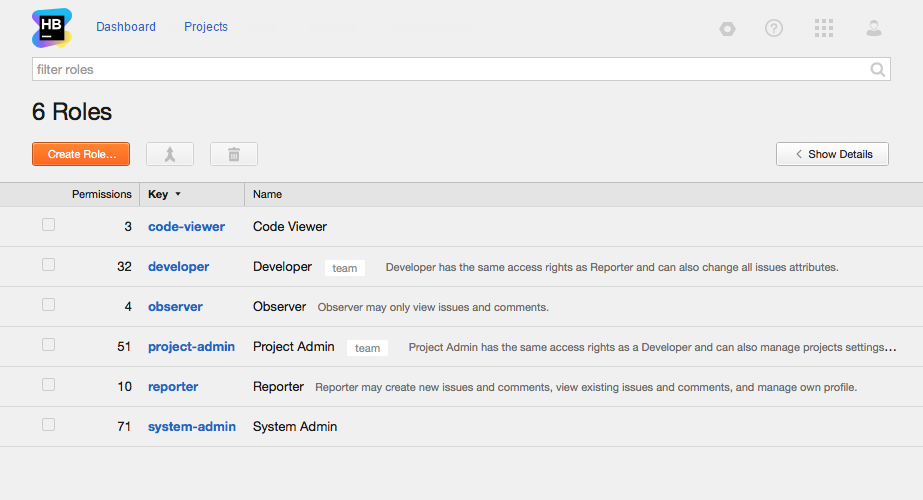 HB Dashboard Projects
filter roles
6 Roles
Create Role... Show Details
Permissions Key Name
3 code-viewer Code Viewer
32 developer Developer team Developer has the same access rights as Reporter and can also change all issues attributes.
4 observer Observer Observer may only view issues and comments.
51 project-admin Project Admin team Project Admin has the same access rights as a Developer and can also manage projects settings...
10 reporter Reporter Reporter may create new issues and comments, view existing issues and comments, and manage own profile.
71 system-admin System Admin